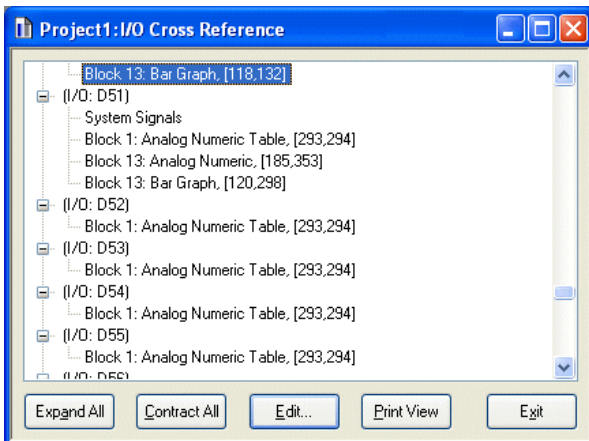 Project1:I/O Cross Reference
Block 13: Bar Graph, [118,132]
(I/O: D51)
System Signals
Block 1: Analog Numeric Table, [293,294]
Block 13: Analog Numeric, [185,353]
Block 13: Bar Graph, [120,298]
(I/O: D52)
Block 1: Analog Numeric Table, [293,294]
(I/O: D53)
Block 1: Analog Numeric Table, [293,294]
(I/O: D54)
Block 1: Analog Numeric Table, [293,294]
(I/O: D55)
Block 1: Analog Numeric Table, [293,294]
(I/O: D56)
Expand All Contract All Edit... Print View Exit